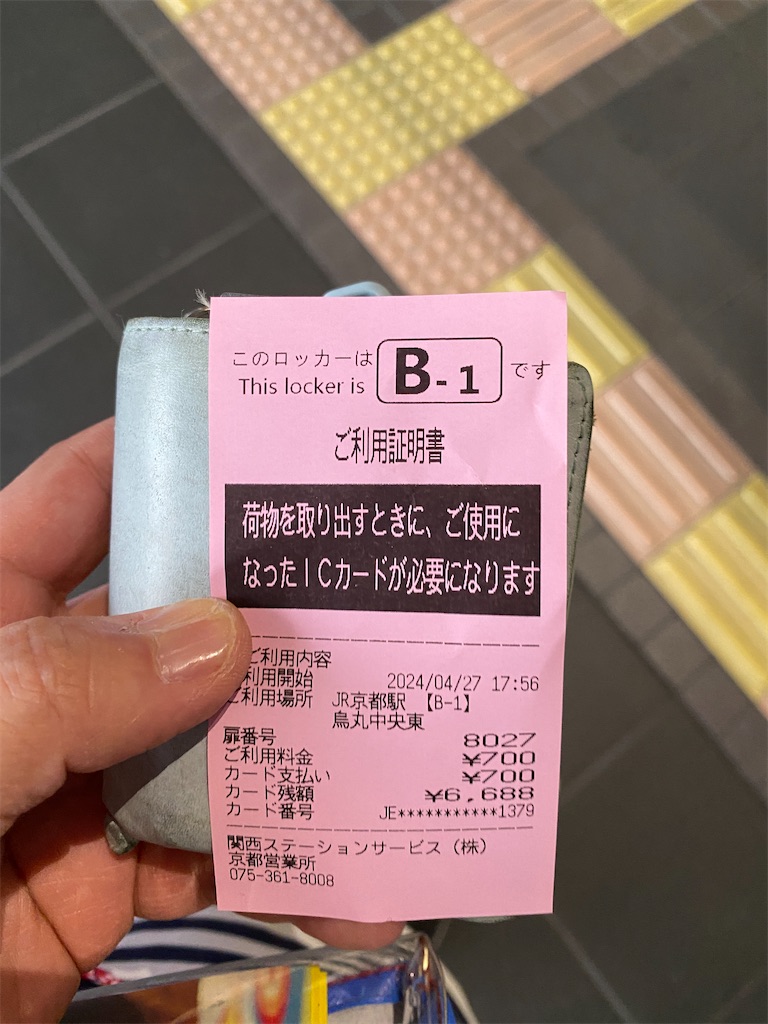 このロッカーは B-1 です
This locker is
ご利用証明書
荷物を取り出すときに、ご使用に
なったICカードが必要になります
ご利用内容
利用開始 2024/04/27 17:56
ご利用場所 JR京都駅 【B-1】
烏丸中央東
扉番号 8027
ご利用料金 ¥700
カード支払い ¥700
カード残額 ¥6,688
カード番号 JE***********1379
関西ステーションサービス（株）
京都営業所
075-361-8008